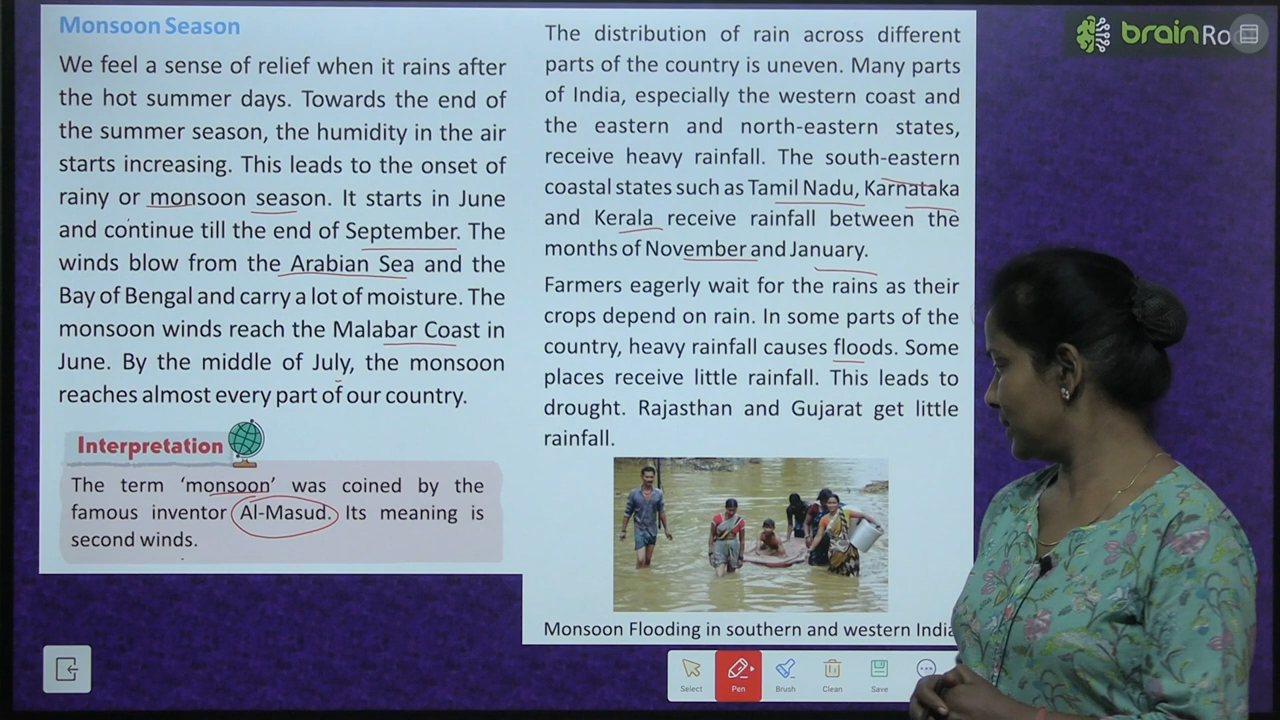 Monsoon Season
We feel a sense of relief when it rains after
the hot summer days. Towards the end of
the summer season, the humidity in the air
starts increasing. This leads to the onset of
rainy or monsoon season. It starts in June
and continue till the end of September. The
winds blow from the Arabian Sea and the
Bay of Bengal and carry a lot of moisture. The
monsoon winds reach the Malabar Coast in
June. By the middle of July, the monsoon
reaches almost every part of our country.
Interpretation
The term ‘monsoon’ was coined by the
famous inventor Al-Masud. Its meaning is
second winds.
The distribution of rain across different
parts of the country is uneven. Many parts
of India, especially the western coast and
the eastern and north-eastern states,
receive heavy rainfall. The south-eastern
coastal states such as Tamil Nadu, Karnataka
and Kerala receive rainfall between the
months of November and January.
Farmers eagerly wait for the rains as their
crops depend on rain. In some parts of the
country, heavy rainfall causes floods. Some
places receive little rainfall. This leads to
drought. Rajasthan and Gujarat get little
rainfall.
Monsoon Flooding in southern and western India
brain Ro
Select Pen Brush Clean Save